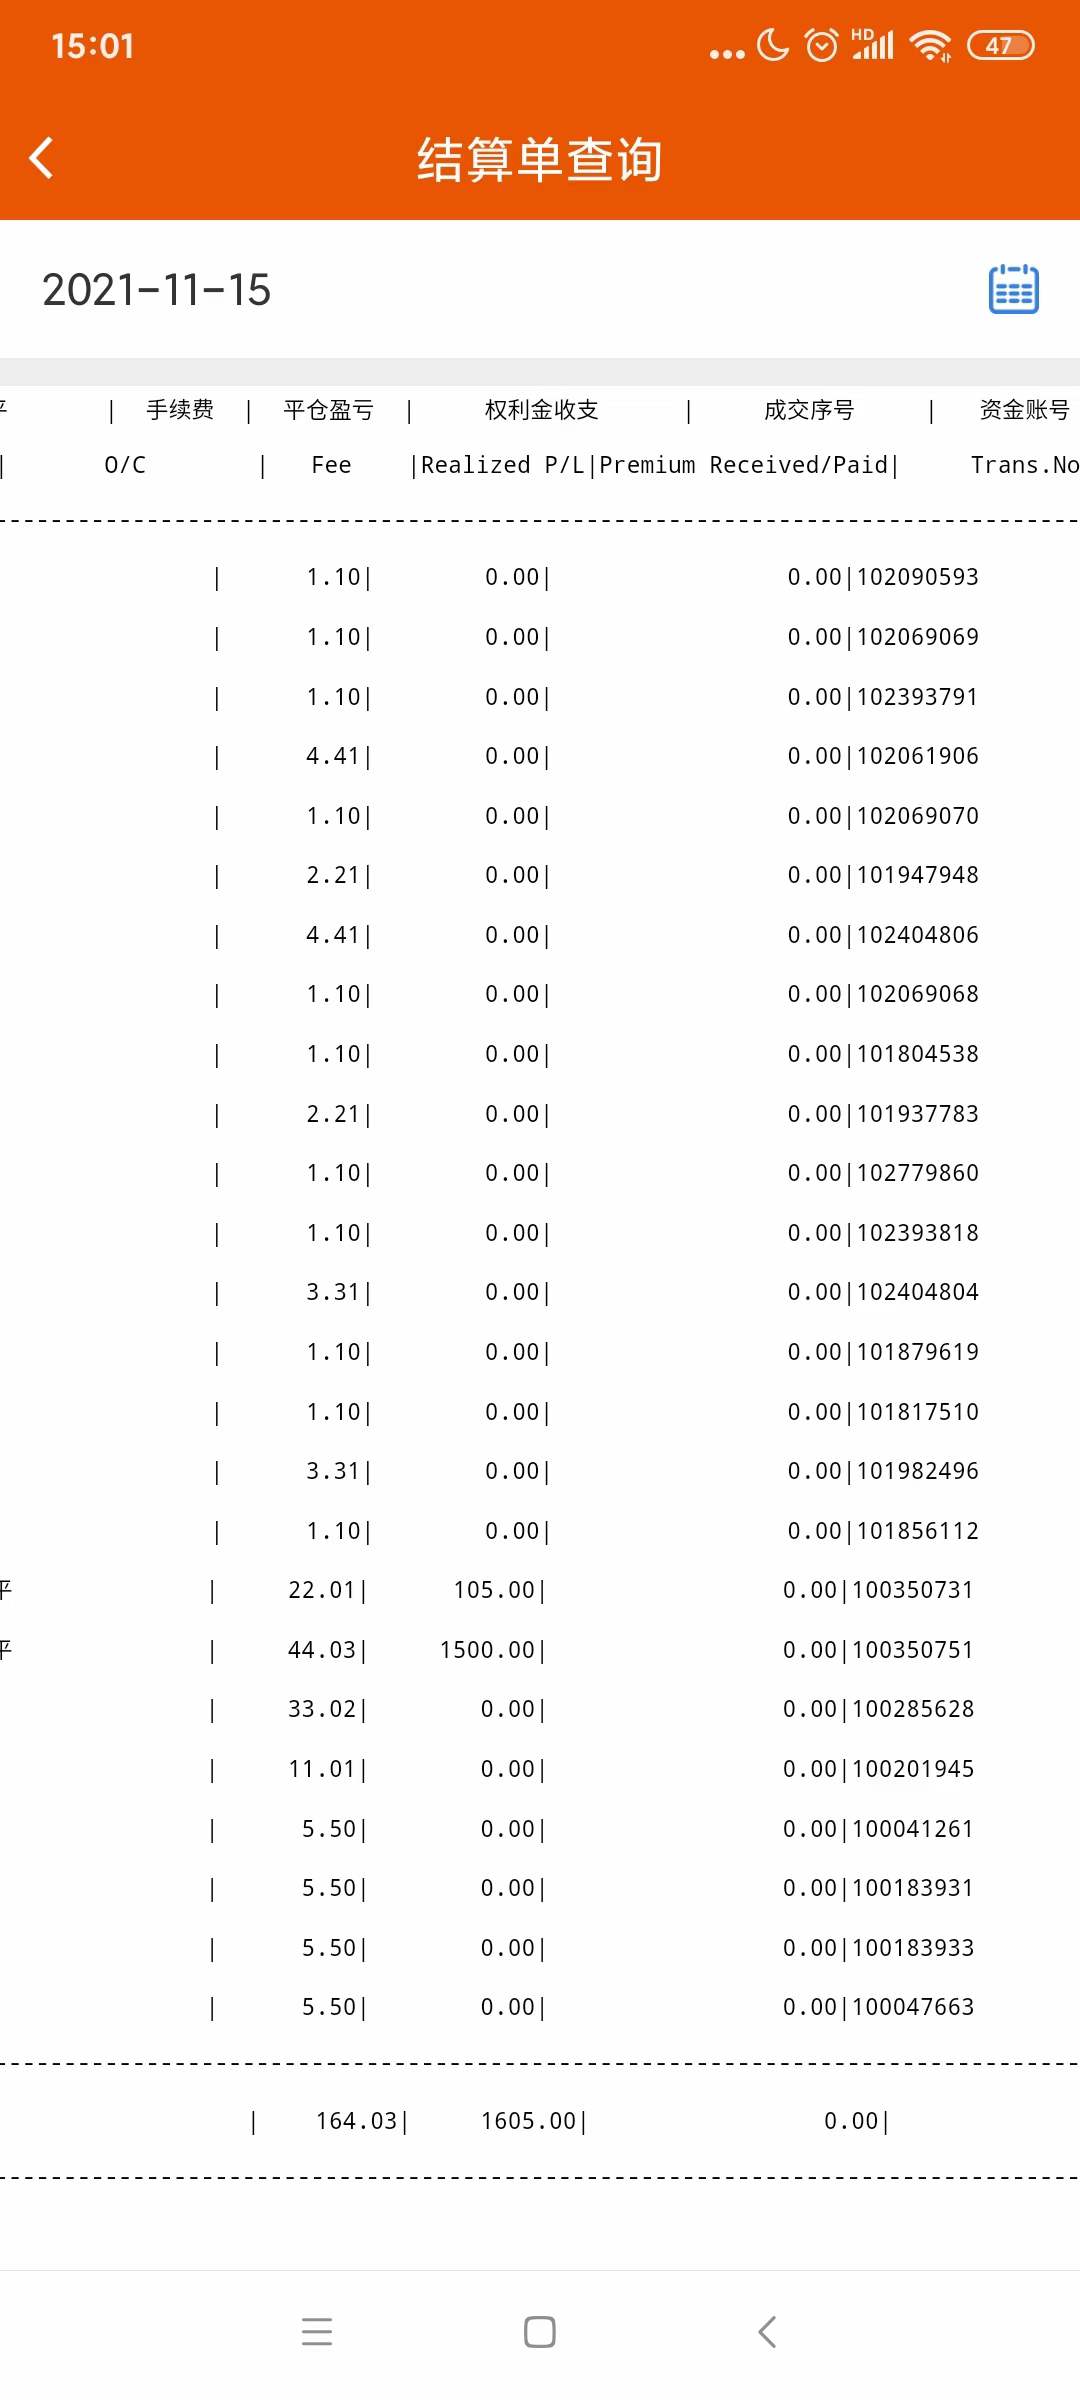 15:01 HD 47
结算单查询
2021-11-15
平 | 手续费 | 平仓盈亏 | 权利金收支 | 成交序号 | 资金账号
| O/C | Fee |Realized P/L|Premium Received/Paid| Trans.No
--------------------------------------------------------------------------------
| 1.10| 0.00| 0.00|102090593
| 1.10| 0.00| 0.00|102069069
| 1.10| 0.00| 0.00|102393791
| 4.41| 0.00| 0.00|102061906
| 1.10| 0.00| 0.00|102069070
| 2.21| 0.00| 0.00|101947948
| 4.41| 0.00| 0.00|102404806
| 1.10| 0.00| 0.00|102069068
| 1.10| 0.00| 0.00|101804538
| 2.21| 0.00| 0.00|101937783
| 1.10| 0.00| 0.00|102779860
| 1.10| 0.00| 0.00|102393818
| 3.31| 0.00| 0.00|102404804
| 1.10| 0.00| 0.00|101879619
| 1.10| 0.00| 0.00|101817510
| 3.31| 0.00| 0.00|101982496
| 1.10| 0.00| 0.00|101856112
平 | 22.01| 105.00| 0.00|100350731
平 | 44.03| 1500.00| 0.00|100350751
| 33.02| 0.00| 0.00|100285628
| 11.01| 0.00| 0.00|100201945
| 5.50| 0.00| 0.00|100041261
| 5.50| 0.00| 0.00|100183931
| 5.50| 0.00| 0.00|100183933
| 5.50| 0.00| 0.00|100047663
--------------------------------------------------------------------------------
| 164.03| 1605.00| 0.00|
--------------------------------------------------------------------------------